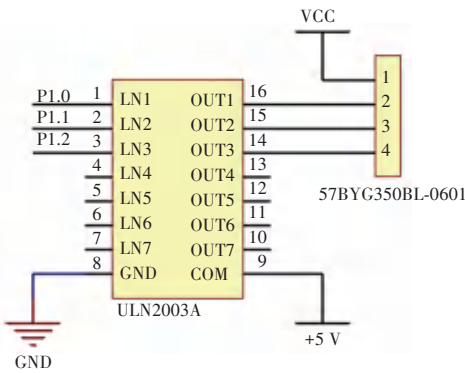 VCC
1
2
3
4
57BYG350BL-0601
P1.0 1 LN1 OUT1 16
P1.1 2 LN2 OUT2 15
P1.2 3 LN3 OUT3 14
4 LN4 OUT4 13
5 LN5 OUT5 12
6 LN6 OUT6 11
7 LN7 OUT7 10
8 GND COM 9
ULN2003A
+5 V
GND